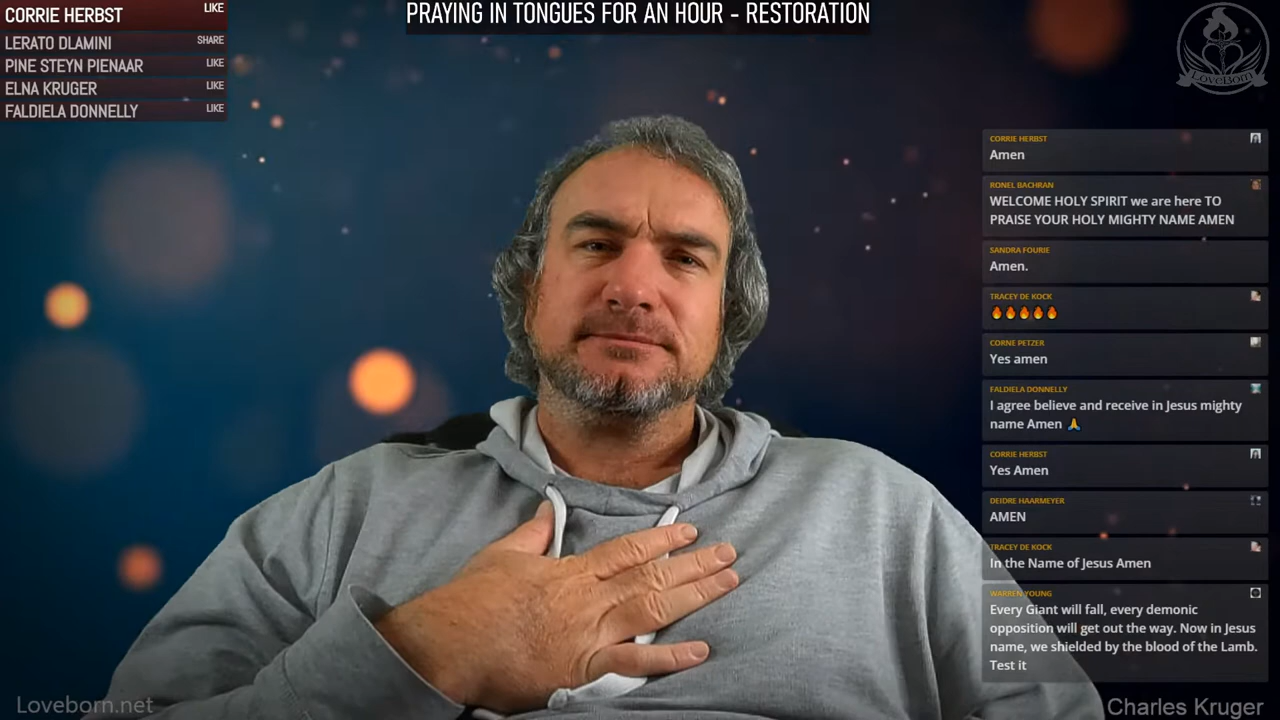 CORRIE HERBST LIKE
LERATO DLAMINI SHARE
PINE STEYN PIENAAR LIKE
ELNA KRUGER LIKE
FALDIELA DONNELLY LIKE
PRAYING IN TONGUES FOR AN HOUR - RESTORATION
LoveBorn
CORRIE HERBST
Amen
RONEL BACHRAN
WELCOME HOLY SPIRIT we are here TO
PRAISE YOUR HOLY MIGHTY NAME AMEN
SANDRA FOURIE
Amen.
TRACEY DE KOCK
🔥🔥🔥🔥🔥
CORNE PETZER
Yes amen
FALDIELA DONNELLY
I agree believe and receive in Jesus mighty
name Amen 🙏
CORRIE HERBST
Yes Amen
DEIDRE HAARMEYER
AMEN
TRACEY DE KOCK
In the Name of Jesus Amen
WARREN YOUNG
Every Giant will fall, every demonic
opposition will get out the way. Now in Jesus
name, we shielded by the blood of the Lamb.
Test it
Loveborn.net
Charles Kruger